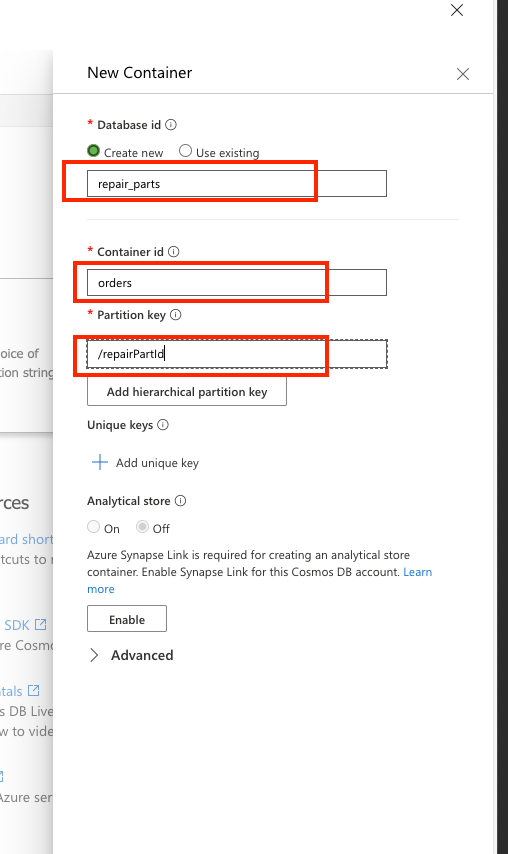 New Container
* Database id
Create new Use existing
repair_parts
* Container id
orders
* Partition key
/repairPartId
Add hierarchical partition key
Unique keys
Add unique key
Analytical store
On Off
Azure Synapse Link is required for creating an analytical store
container. Enable Synapse Link for this Cosmos DB account. Learn
more
Enable
Advanced
oice of
tion string
rces
ard short
tcuts to
SDK
re Cosmo
ntals
s DB Live
w to vide
Azure ser